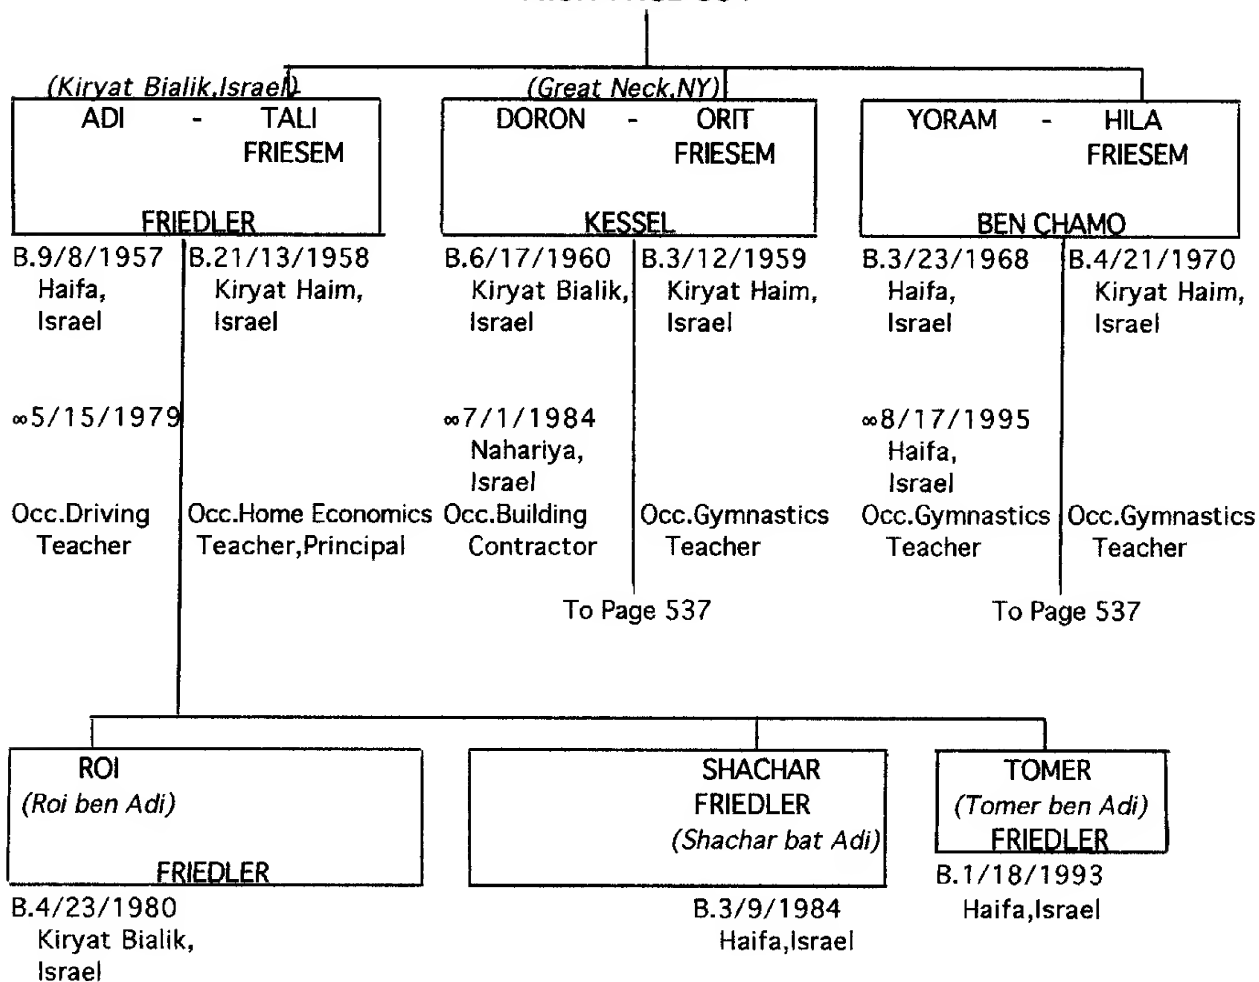 (Kiryat Bialik,Israel)
ADI - TALI
FRIESEM
FRIEDLER
B.9/8/1957 B.21/13/1958
Haifa, Kiryat Haim,
Israel Israel
∞5/15/1979
Occ.Driving Occ.Home Economics
Teacher Teacher,Principal
(Great Neck,NY)
DORON - ORIT
FRIESEM
KESSEL
B.6/17/1960 B.3/12/1959
Kiryat Bialik, Kiryat Haim,
Israel Israel
∞7/1/1984
Nahariya,
Israel
Occ.Building Occ.Gymnastics
Contractor Teacher
To Page 537
YORAM - HILA
FRIESEM
BEN CHAMO
B.3/23/1968 B.4/21/1970
Haifa, Kiryat Haim,
Israel Israel
∞8/17/1995
Haifa,
Israel
Occ.Gymnastics Occ.Gymnastics
Teacher Teacher
To Page 537
ROI
(Roi ben Adi)
FRIEDLER
B.4/23/1980
Kiryat Bialik,
Israel
SHACHAR
FRIEDLER
(Shachar bat Adi)
B.3/9/1984
Haifa,Israel
TOMER
(Tomer ben Adi)
FRIEDLER
B.1/18/1993
Haifa,Israel